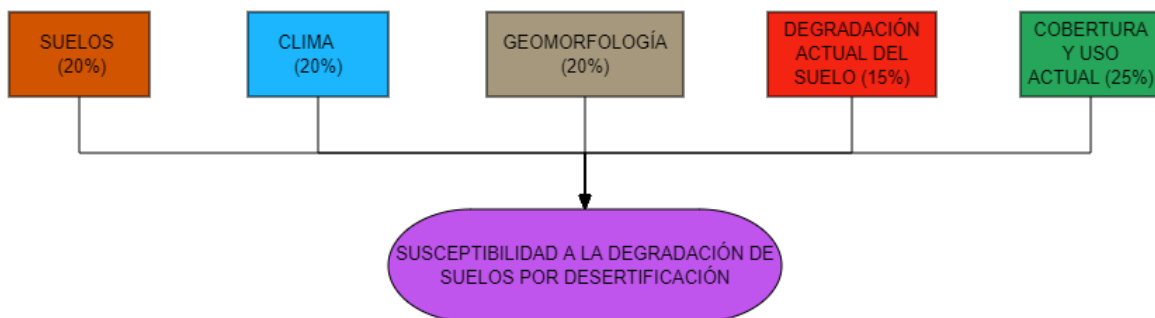 SUELOS
(20%)
CLIMA
(20%)
GEOMORFOLOGÍA
(20%)
DEGRADACIÓN
ACTUAL DEL
SUELO (15%)
COBERTURA
Y USO
ACTUAL (25%)
SUSCEPTIBILIDAD A LA DEGRADACIÓN DE
SUELOS POR DESERTIFICACIÓN